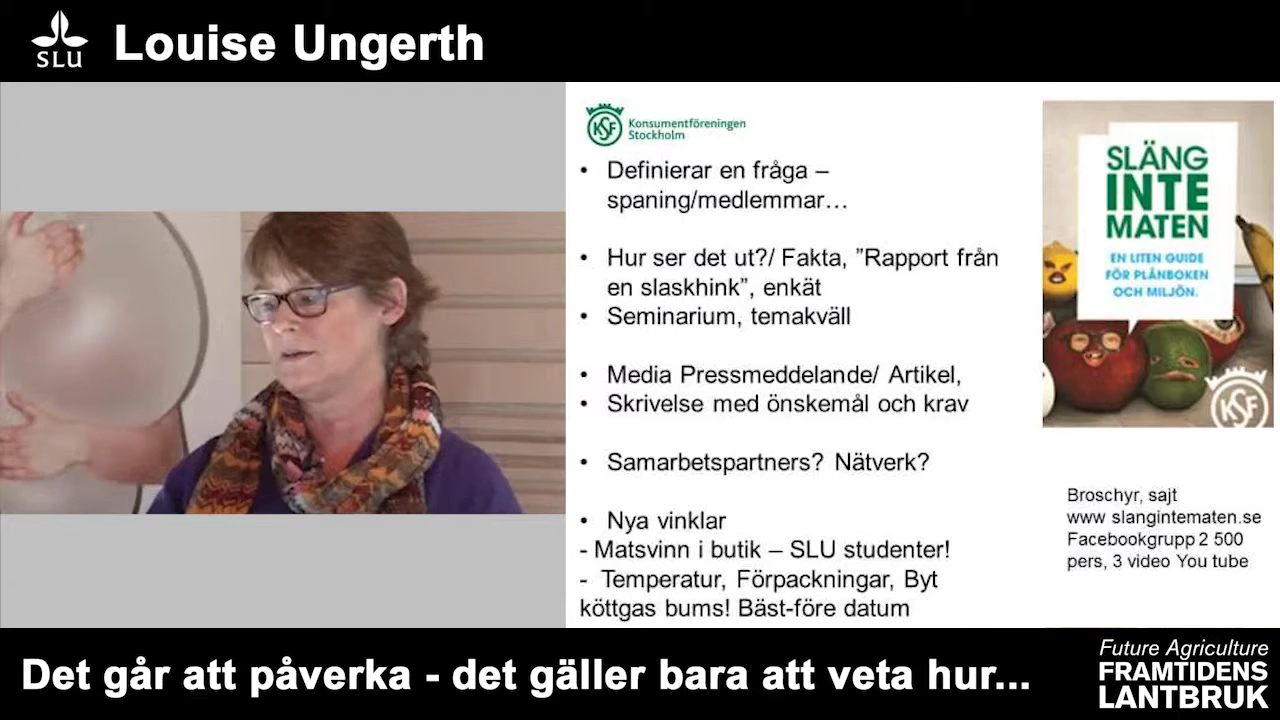 SLU
Louise Ungerth
KSF
Konsumentföreningen
Stockholm
• Definierar en fråga –
spaning/medlemmar…
• Hur ser det ut?/ Fakta, ”Rapport från
en slaskhink”, enkät
• Seminarium, temakväll
• Media Pressmeddelande/ Artikel,
• Skrivelse med önskemål och krav
• Samarbetspartners? Nätverk?
• Nya vinklar
- Matsvinn i butik – SLU studenter!
- Temperatur, Förpackningar, Byt
köttgas bums! Bäst-före datum
SLÄNG
INTE
MATEN
EN LITEN GUIDE
FÖR PLÅNBOKEN
OCH MILJÖN.
KSF
Broschyr, sajt
www slangintematen.se
Facebookgrupp 2 500
pers, 3 video You tube
Det går att påverka - det gäller bara att veta hur...
Future Agriculture
FRAMTIDENS
LANTBRUK